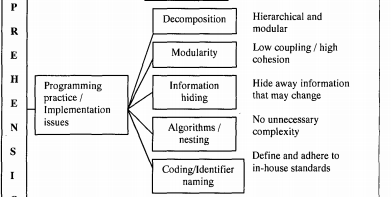 P
R
E
H
E
N
S
I
Decomposition
Hierarchical and
modular
Modularity
Low coupling / high
cohesion
Programming
practice /
Implementation
issues
Information
hiding
Hide away information
that may change
Algorithms /
nesting
No unnecessary
complexity
Coding/Identifier
naming
Define and adhere to
in-house standards